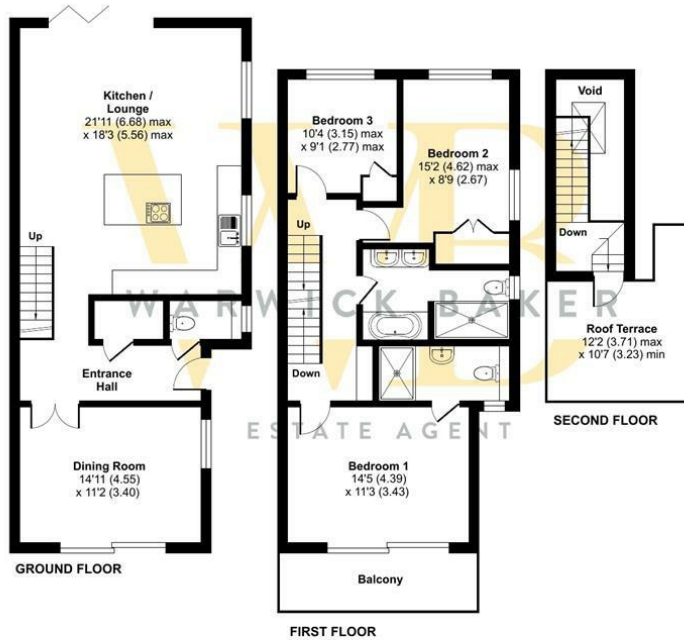 Kitchen /
Lounge
21'11 (6.68) max
x 18'3 (5.56) max
Up
Entrance
Hall
Dining Room
14'11 (4.55)
x 11'2 (3.40)
GROUND FLOOR
Bedroom 3
10'4 (3.15) max
x 9'1 (2.77) max
Bedroom 2
15'2 (4.62) max
x 8'9 (2.67)
Up
Down
Bedroom 1
14'5 (4.39)
x 11'3 (3.43)
Balcony
FIRST FLOOR
Void
Down
Roof Terrace
12'2 (3.71) max
x 10'7 (3.23) min
SECOND FLOOR
WB
WARWICK BAKER
ESTATE AGENT